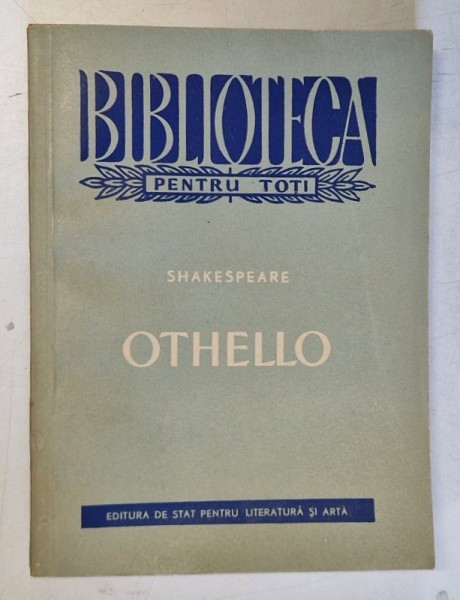 BIBLIOTECA
PENTRU TOȚI
SHAKESPEARE
OTHELLO
EDITURA DE STAT PENTRU LITERATURĂ ȘI ARTĂ